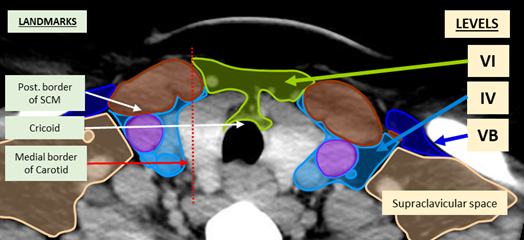 LANDMARKS
LEVELS
VI
Post. border
of SCM
IV
Cricoid
VB
Medial border
of Carotid
Supraclavicular space